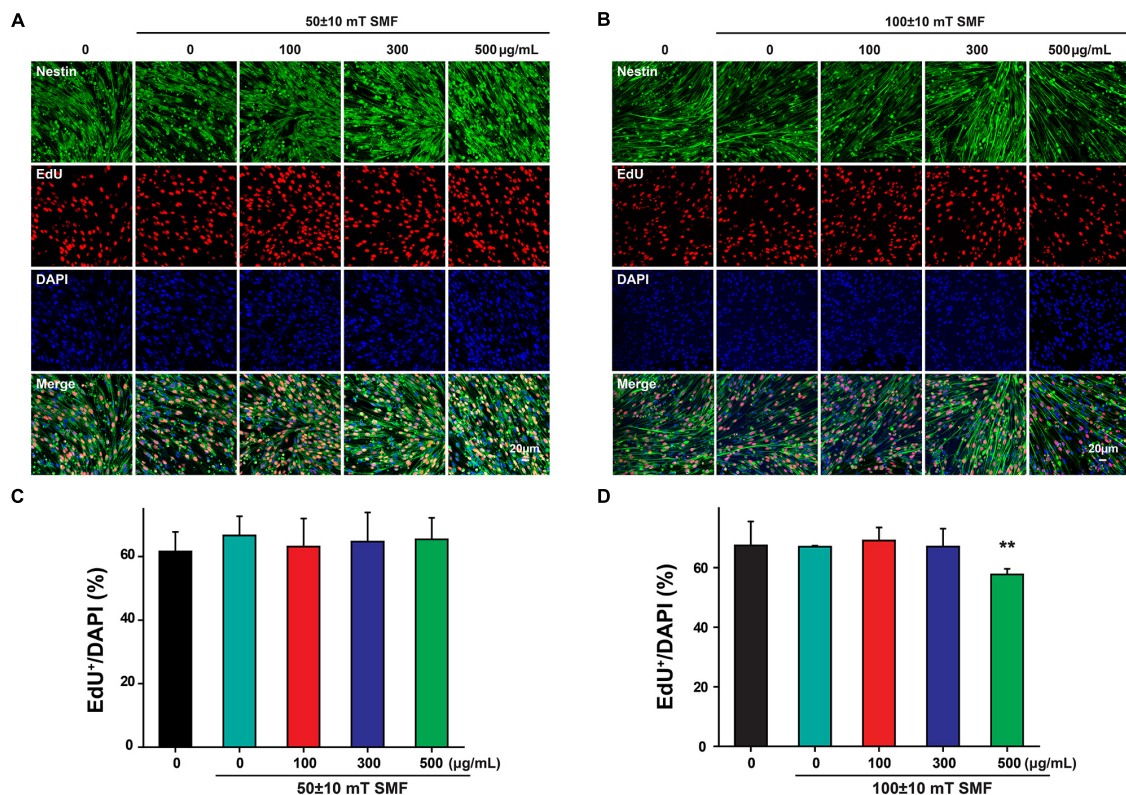 A
50±10 mT SMF
0 0 100 300 500 µg/mL
Nestin
EdU
DAPI
Merge
20µm
B
100±10 mT SMF
0 0 100 300 500 µg/mL
Nestin
EdU
DAPI
Merge
20µm
C
EdU⁺/DAPI (%)
60
40
20
0
0 0 100 300 500 (µg/mL)
50±10 mT SMF
D
EdU⁺/DAPI (%)
60
40
20
0
**
0 0 100 300 500 (µg/mL)
100±10 mT SMF